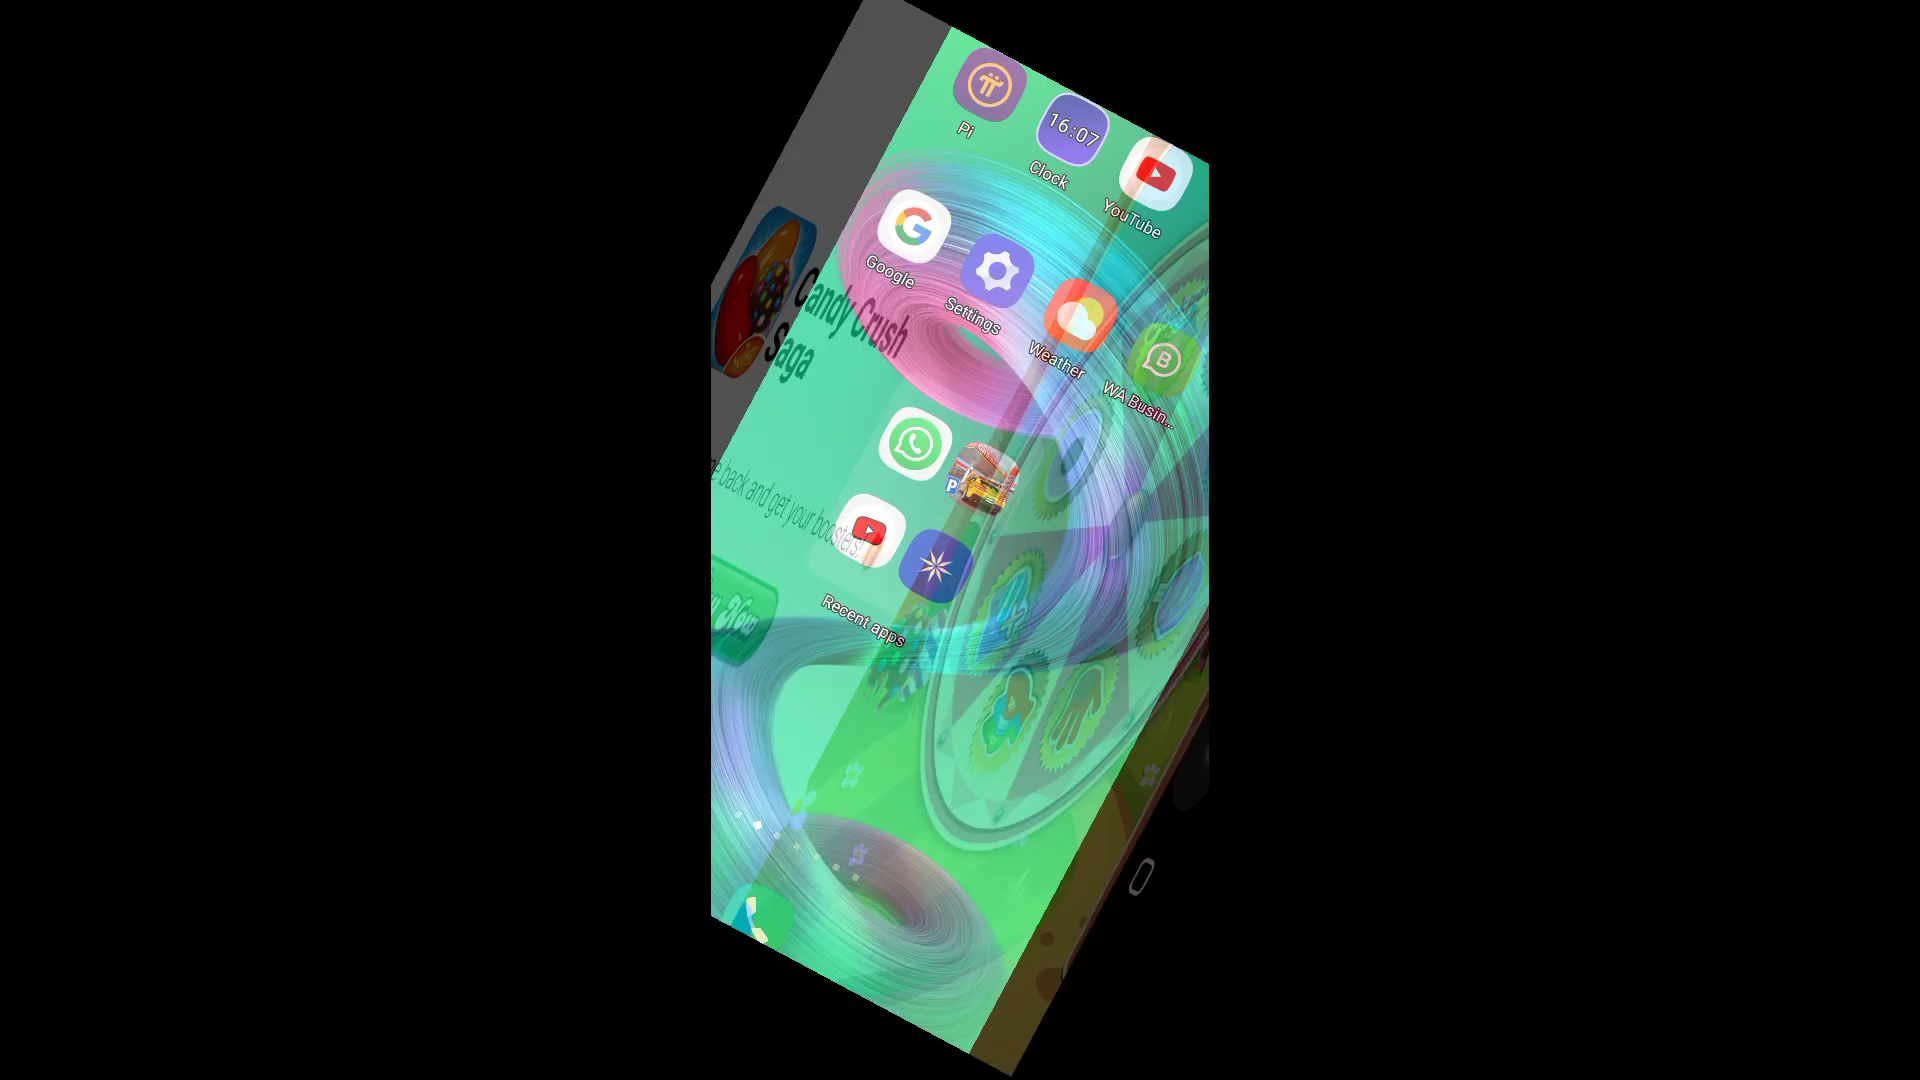 Pi
16:07
Clock
YouTube
Google
Settings
Weather
B
WA Busin...
Candy Crush
Saga
P
back and get your boosters!
Now
Recent apps